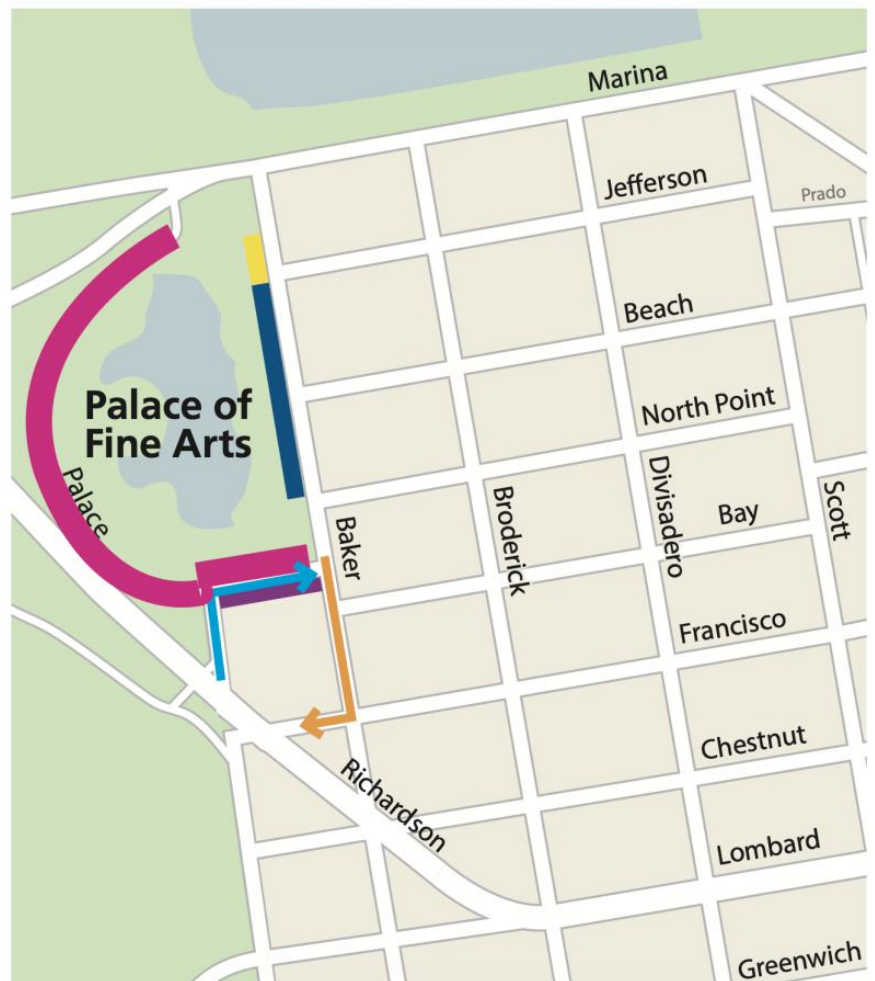 Marina
Jefferson
Prado
Beach
Palace of
Fine Arts
North Point
Palace
Baker
Broderick
Divisadero
Bay
Scott
Francisco
Chestnut
Richardson
Lombard
Greenwich